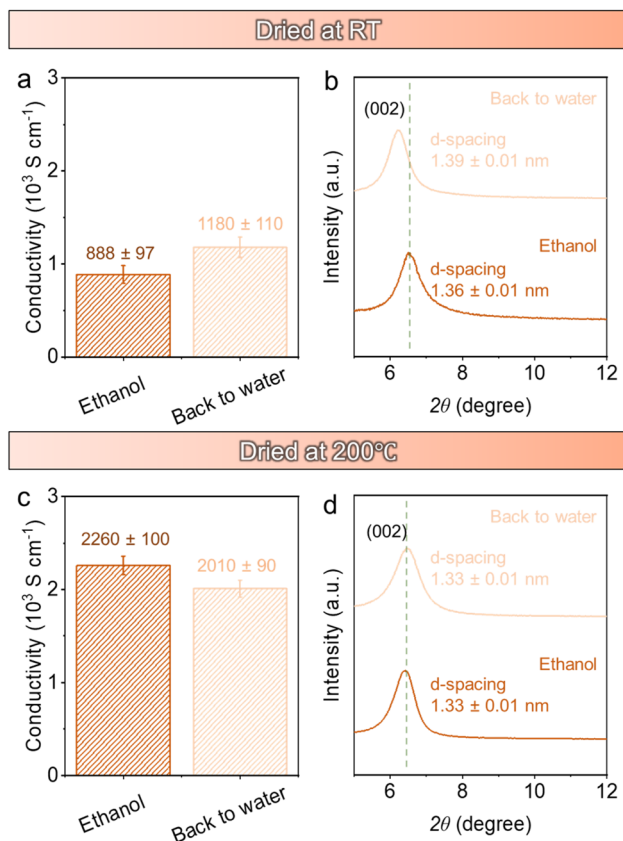 Dried at RT
a
3
2
1
0
Conductivity (10³ S cm⁻¹)
888 ± 97
1180 ± 110
Ethanol
Back to water
b
(002)
Back to water
d-spacing
1.39 ± 0.01 nm
Ethanol
d-spacing
1.36 ± 0.01 nm
Intensity (a.u.)
6 8 10 12
2θ (degree)
Dried at 200℃
c
3
2
1
0
Conductivity (10³ S cm⁻¹)
2260 ± 100
2010 ± 90
Ethanol
Back to water
d
(002)
Back to water
d-spacing
1.33 ± 0.01 nm
Ethanol
d-spacing
1.33 ± 0.01 nm
Intensity (a.u.)
6 8 10 12
2θ (degree)